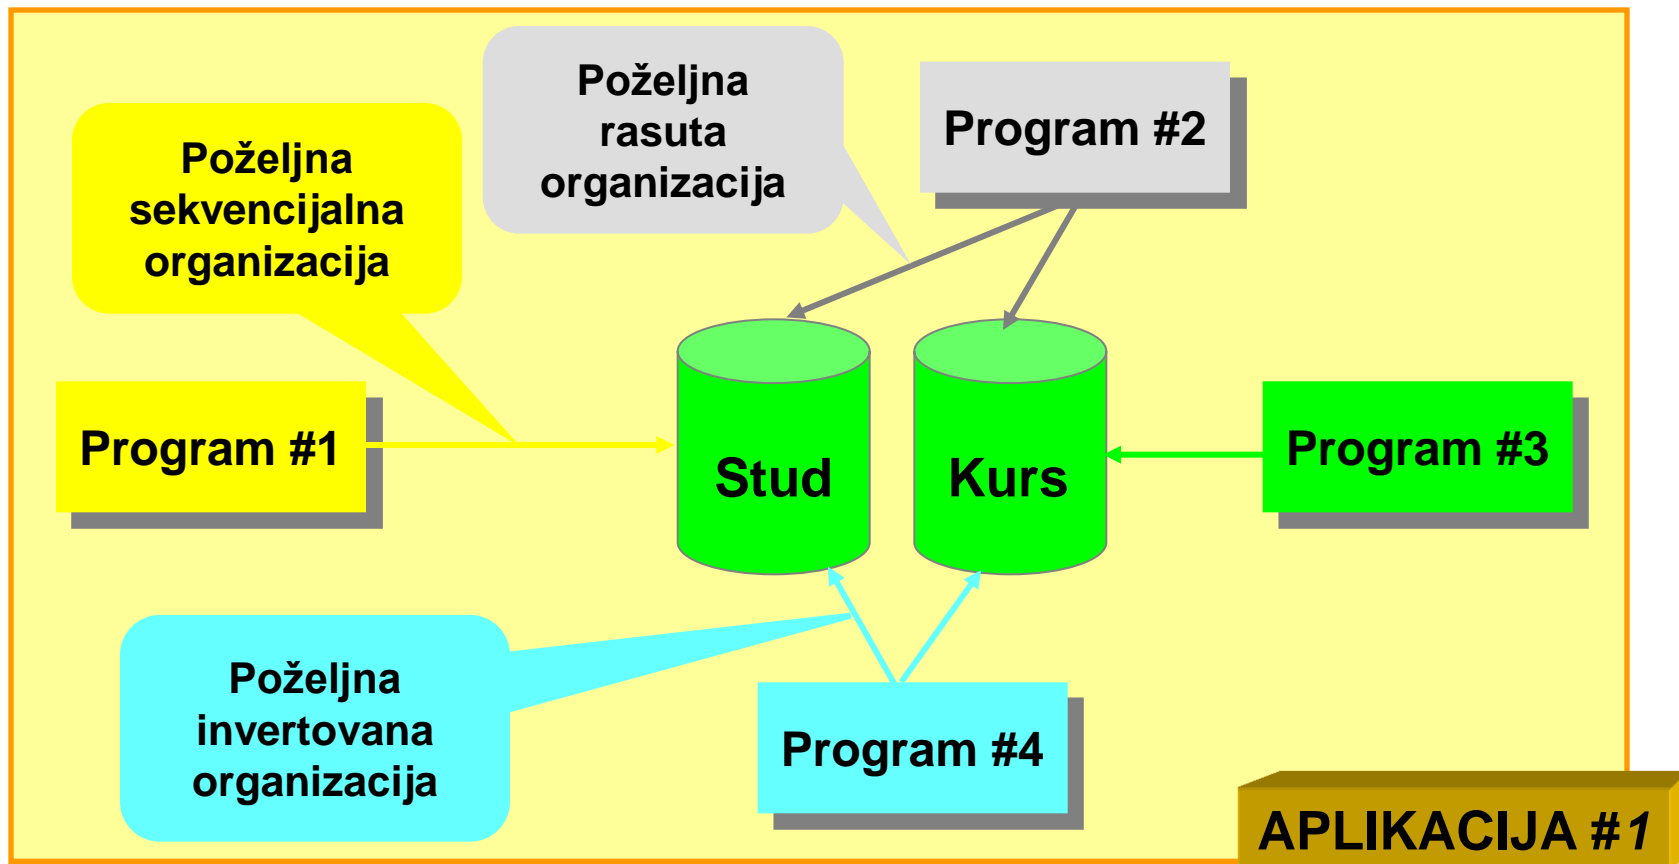 Poželjna
sekvencijalna
organizacija
Poželjna
rasuta
organizacija
Program #2
Program #1
Stud
Kurs
Program #3
Poželjna
invertovana
organizacija
Program #4
APLIKACIJA #1